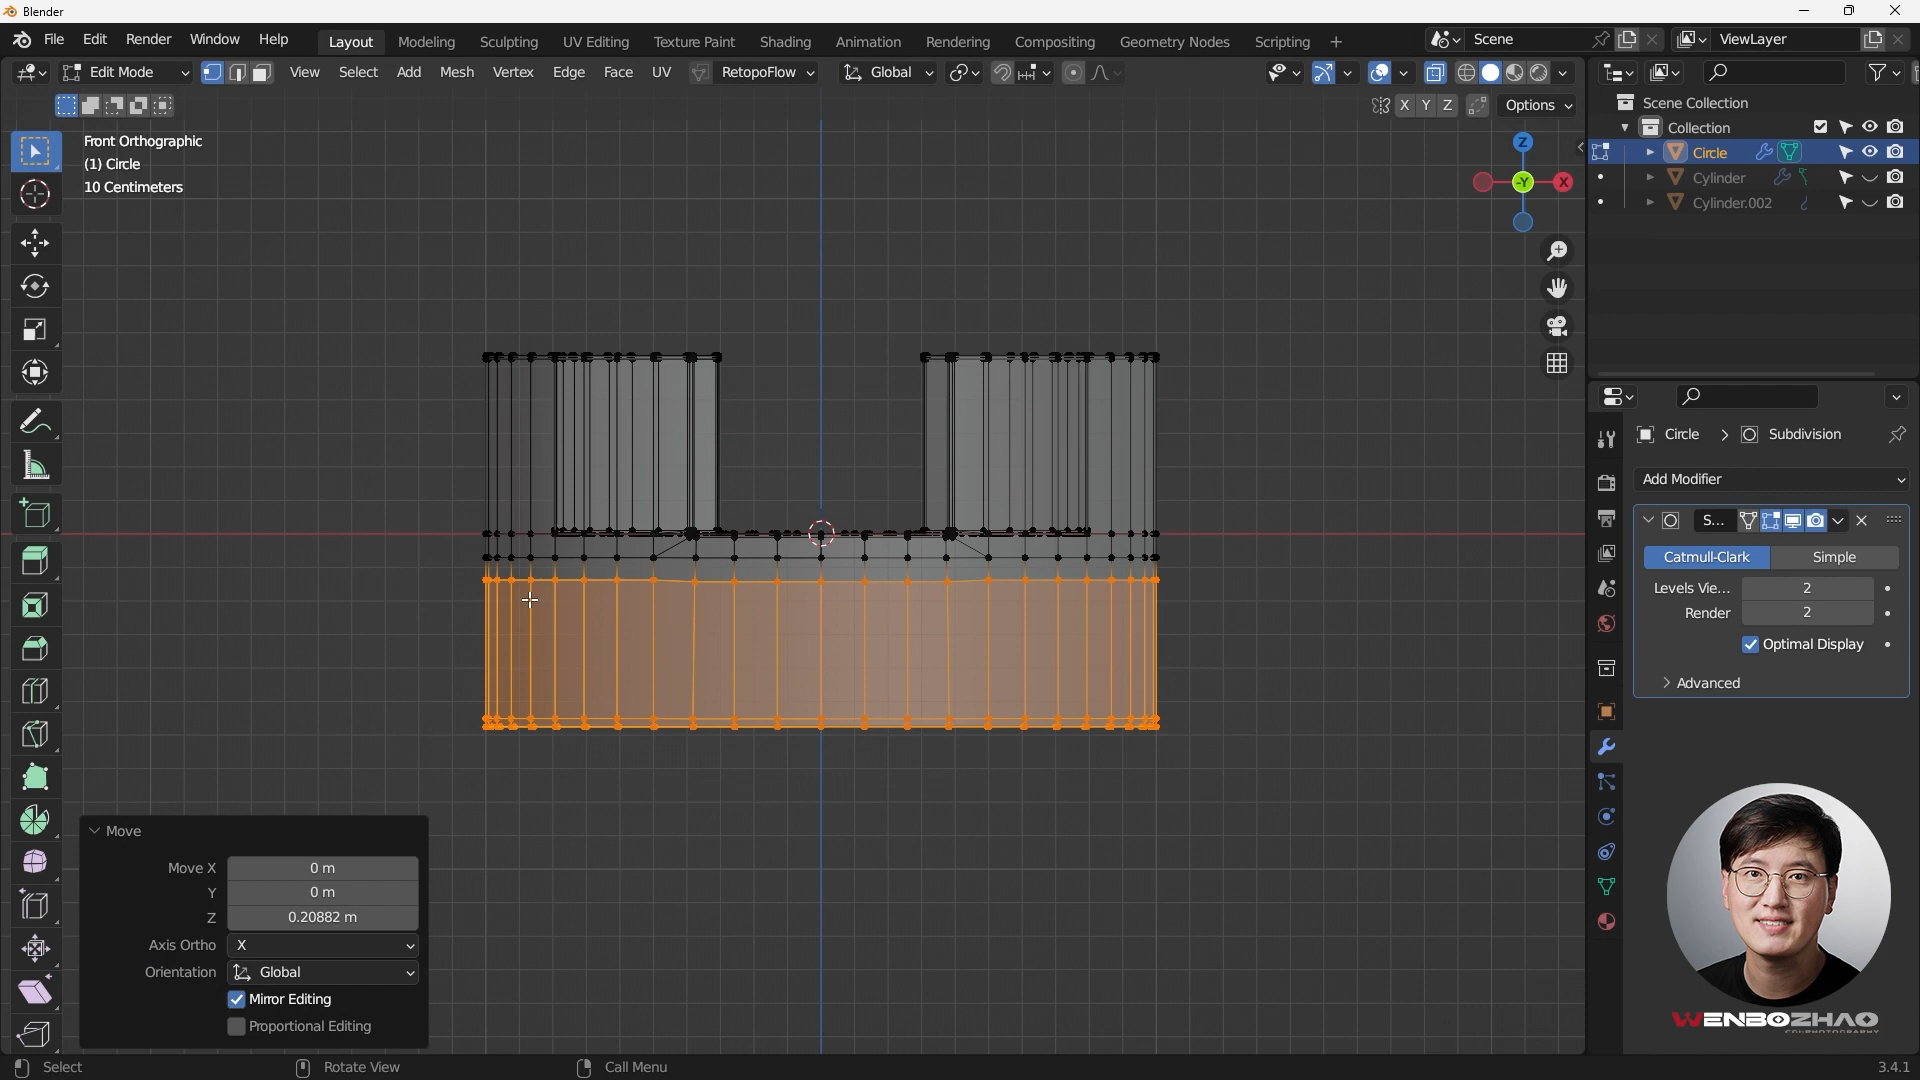 Blender
File Edit Render Window Help Layout Modeling Sculpting UV Editing Texture Paint Shading Animation Rendering Compositing Geometry Nodes Scripting + Scene ViewLayer
Edit Mode View Select Add Mesh Vertex Edge Face UV RetopoFlow Global
X Y Z Options
Scene Collection
Collection
Circle
Cylinder
Cylinder.002
Front Orthographic
(1) Circle
10 Centimeters
Z
-Y X
Circle > Subdivision
Add Modifier
S...
Catmull-Clark Simple
Levels Vie... 2
Render 2
Optimal Display
Advanced
Move
Move X 0 m
Y 0 m
Z 0.20882 m
Axis Ortho X
Orientation Global
Mirror Editing
Proportional Editing
WENBOZHAO
Select Rotate View Call Menu 3.4.1